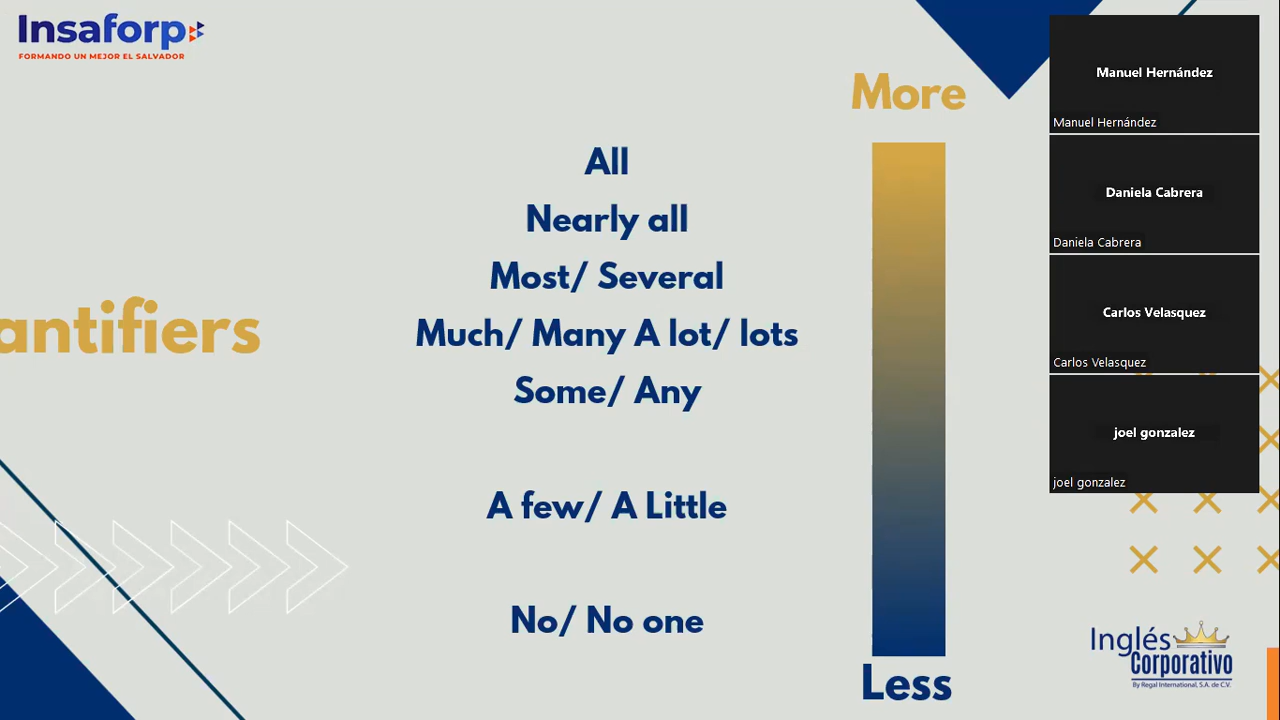 Insaforp
FORMANDO UN MEJOR EL SALVADOR
antifiers
All
Nearly all
Most/ Several
Much/ Many A lot/ lots
Some/ Any
A few/ A Little
No/ No one
More
Less
Manuel Hernández
Manuel Hernández
Daniela Cabrera
Daniela Cabrera
Carlos Velasquez
Carlos Velasquez
joel gonzalez
joel gonzalez
Inglés
Corporativo
By Regal International, S.A. de C.V.